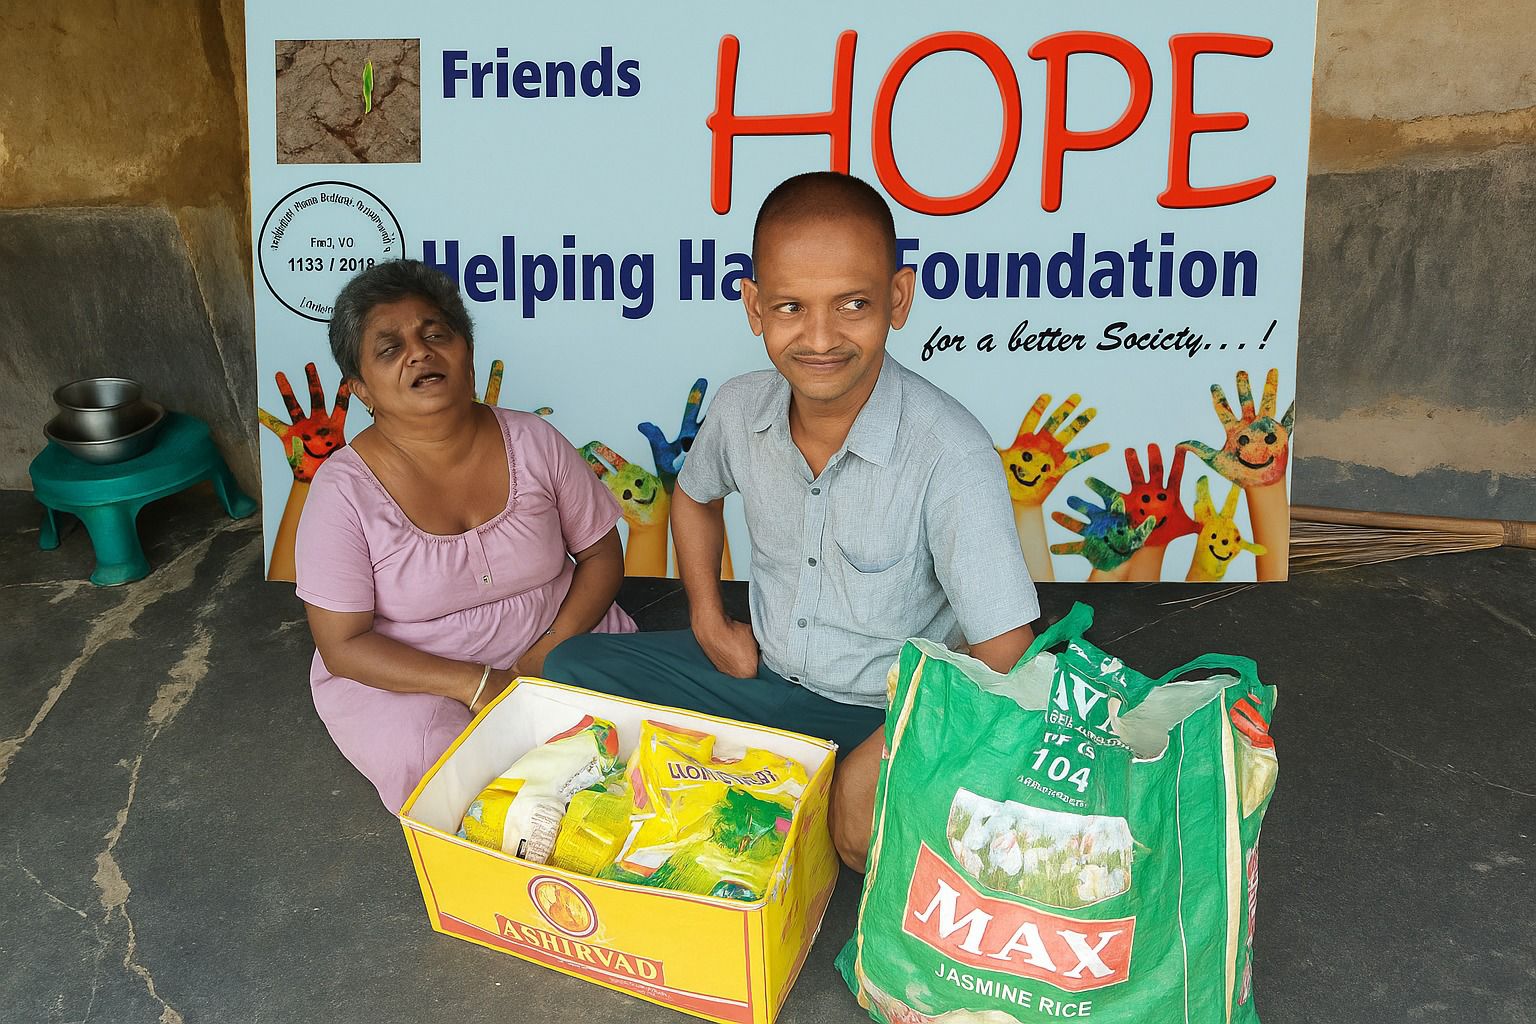 Friends
HOPE
Helping Ha Foundation
for a better Socicty... !
1133 / 2018
104
ASHIRVAD
MAX
JASMINE RICE